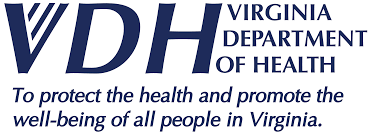 VDH VIRGINIA
DEPARTMENT
OF HEALTH
To protect the health and promote the
well-being of all people in Virginia.